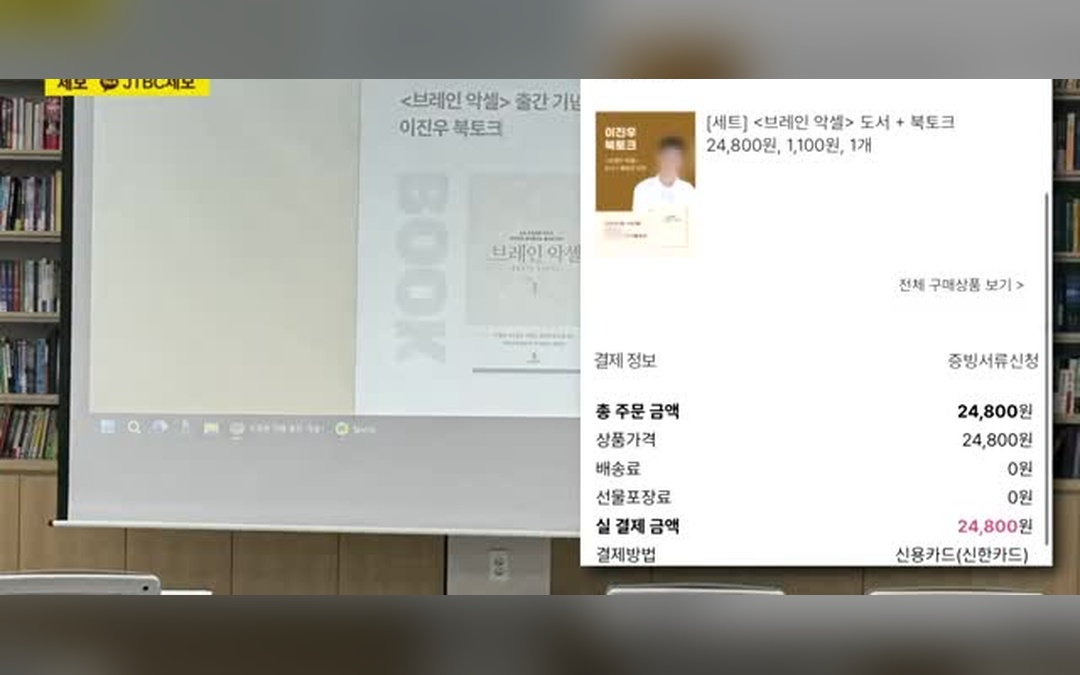 제보 JTBC제보
<브레인 악셀> 출간 기념
이진우 북토크
BOOK
브레인 악셀
이진우
북토크
[세트] <브레인 악셀> 도서 + 북토크
24,800원, 1,100원, 1개
전체 구매상품 보기 >
결제 정보 증빙서류신청
총 주문 금액 24,800원
상품가격 24,800원
배송료 0원
선물포장료 0원
실 결제 금액 24,800원
결제방법 신용카드(신한카드)